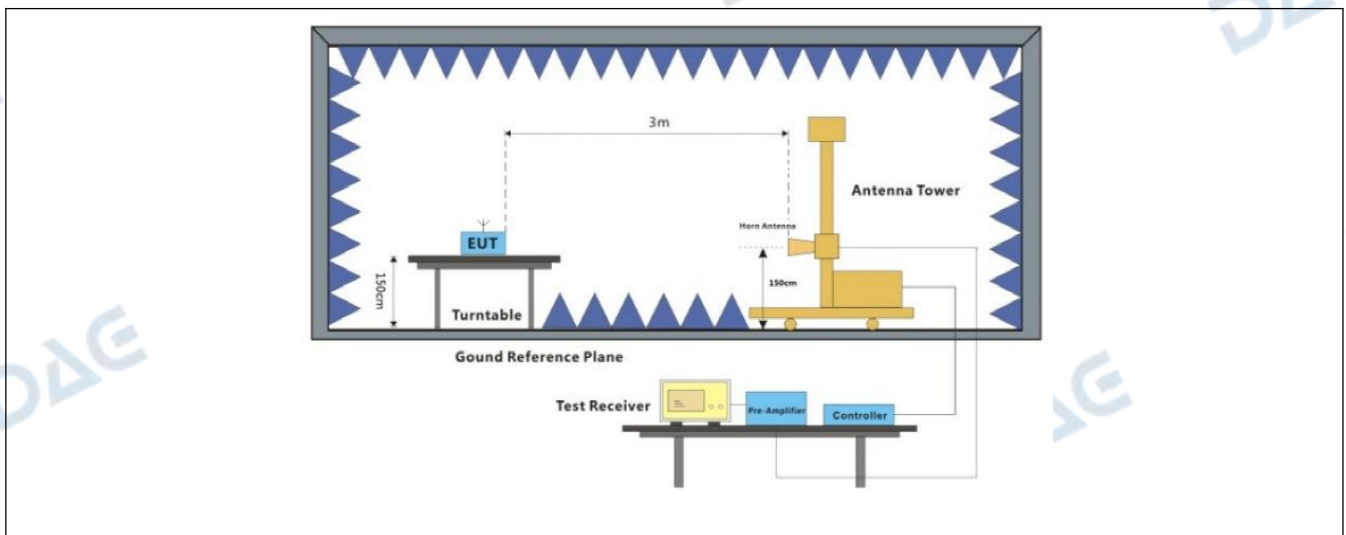 DAE
3m
Antenna Tower
Horn Antenna
EUT
150cm
150cm
Turntable
Gound Reference Plane
Test Receiver
Pre-Amplifier
Controller
DAE
DAE